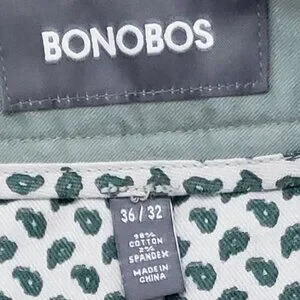 BONOBOS
36/32
98%
COTTON
2%
SPANDEX
MADE IN
CHINA